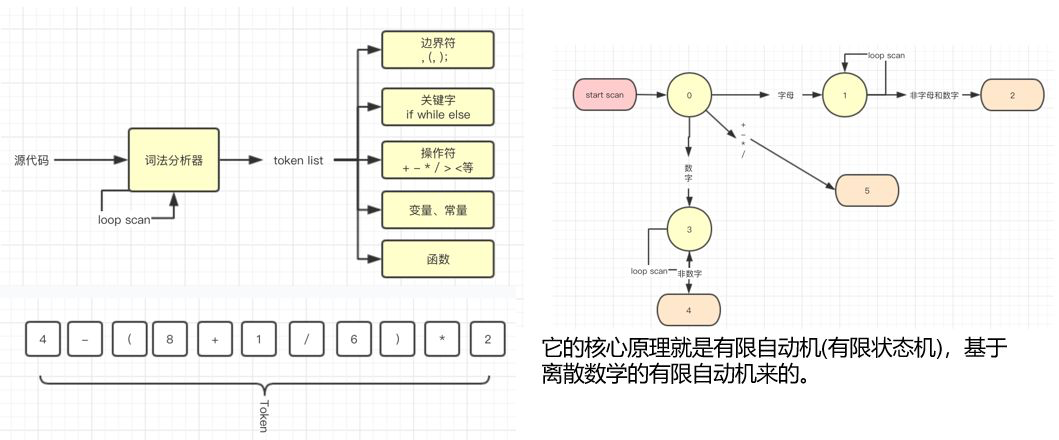 边界符
, (, );
关键字
if while else
源代码
词法分析器
token list
操作符
+ - * / > <等
loop scan
变量、常量
函数
4 - ( 8 + 1 / 6 ) * 2
Token
start scan
0
字母
1
loop scan
非字母和数字
2
+
-
*
/
数
字
5
3
loop scan
非数字
4
它的核心原理就是有限自动机(有限状态机)，基于
离散数学的有限自动机来的。